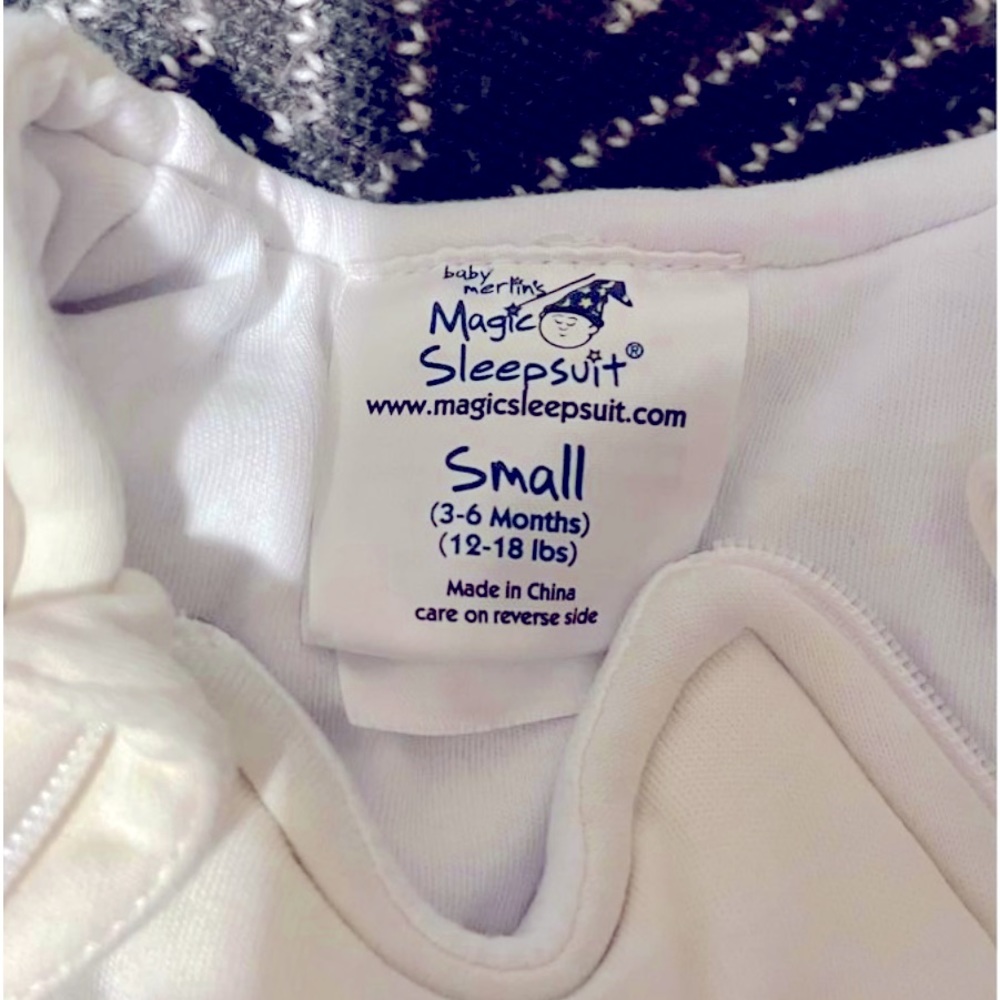 baby
merlin's
Magic
Sleepsuit®
www.magicsleepsuit.com
Small
(3-6 Months)
(12-18 lbs)
Made in China
care on reverse side